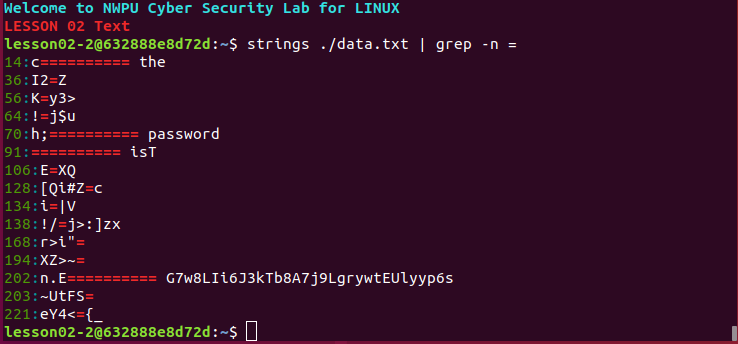 Welcome to NWPU Cyber Security Lab for LINUX
LESSON 02 Text
lesson02-2@632888e8d72d:~$ strings ./data.txt | grep -n =
14:c========== the
36:I2=Z
56:K=y3>
64:!=j$u
70:h;========== password
91:========== isT
106:E=XQ
128:[Qi#Z=c
134:i=|V
138:!/=j>:]zx
168:r>i"=
194:XZ>~=
202:n.E========== G7w8LIi6J3kTb8A7j9LgrywtEUlyyp6s
203:~UtFS=
221:eY4<={_
lesson02-2@632888e8d72d:~$